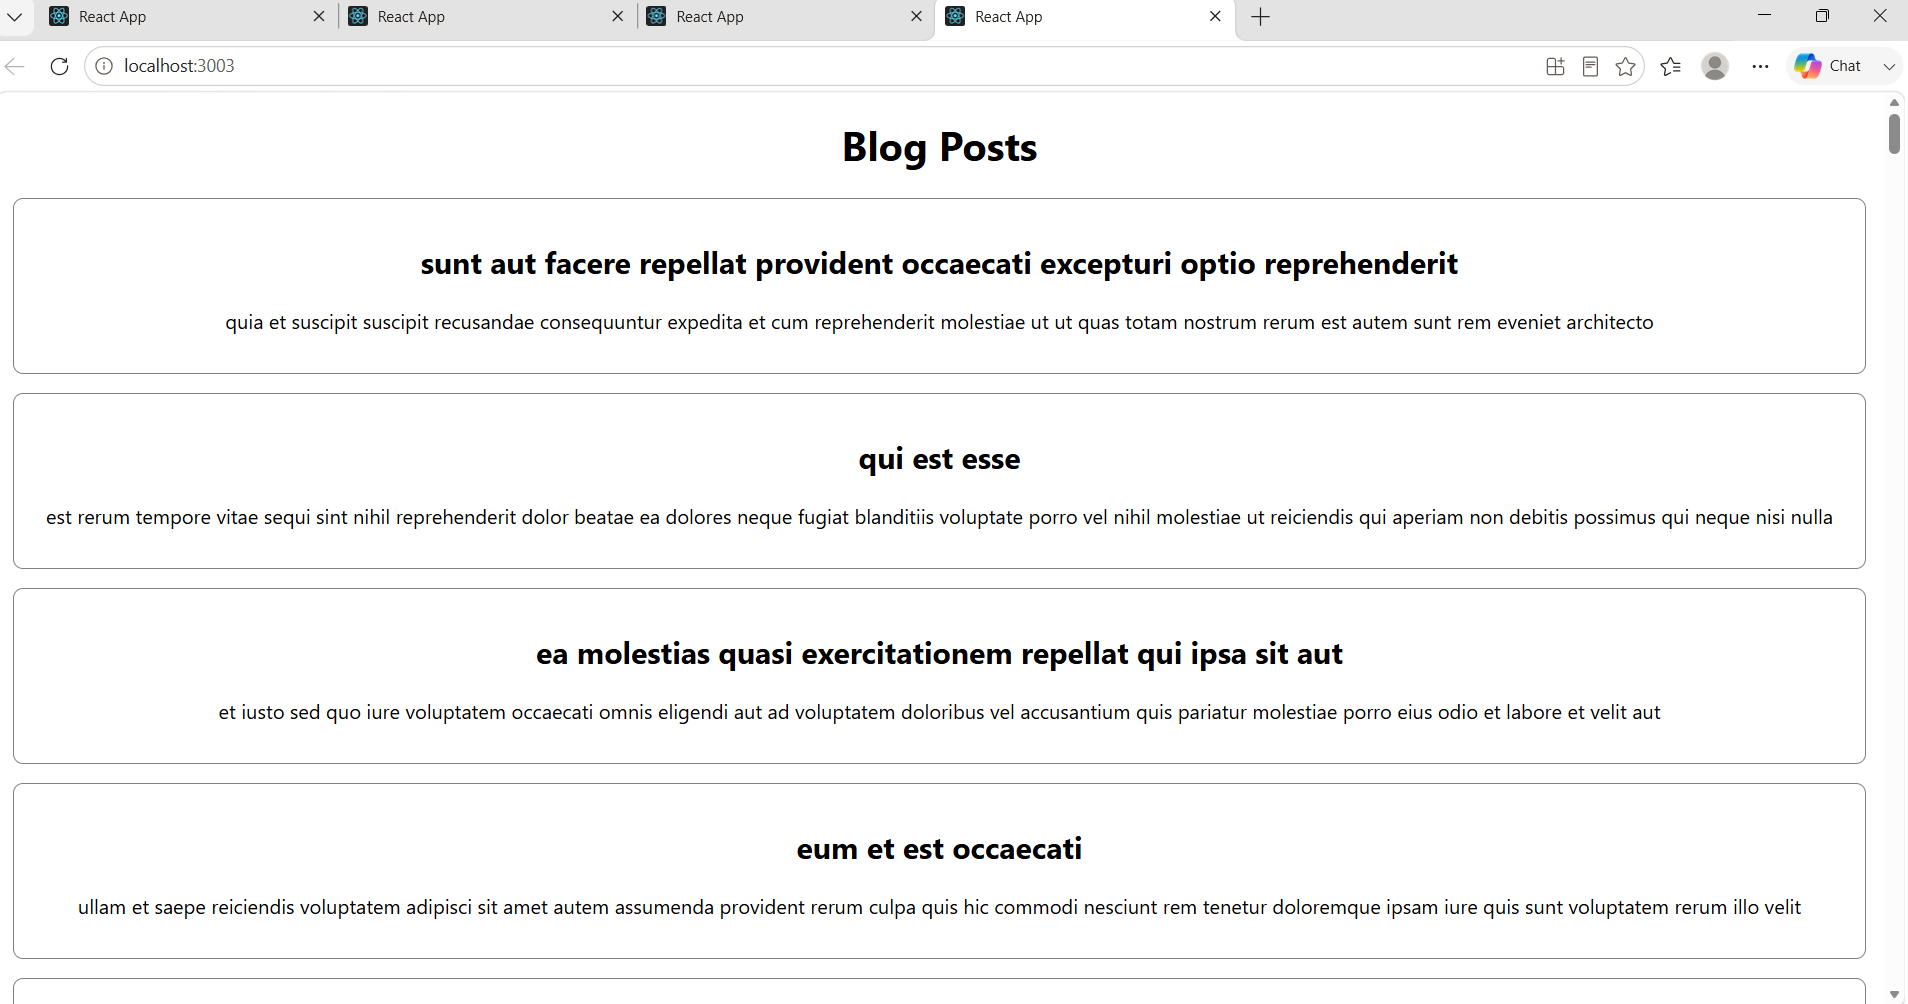 React App
React App
React App
React App
localhost:3003
Chat
Blog Posts
sunt aut facere repellat provident occaecati excepturi optio reprehenderit
quia et suscipit suscipit recusandae consequuntur expedita et cum reprehenderit molestiae ut ut quas totam nostrum rerum est autem sunt rem eveniet architecto
qui est esse
est rerum tempore vitae sequi sint nihil reprehenderit dolor beatae ea dolores neque fugiat blanditiis voluptate porro vel nihil molestiae ut reiciendis qui aperiam non debitis possimus qui neque nisi nulla
ea molestias quasi exercitationem repellat qui ipsa sit aut
et iusto sed quo iure voluptatem occaecati omnis eligendi aut ad voluptatem doloribus vel accusantium quis pariatur molestiae porro eius odio et labore et velit aut
eum et est occaecati
ullam et saepe reiciendis voluptatem adipisci sit amet autem assumenda provident rerum culpa quis hic commodi nesciunt rem tenetur doloremque ipsam iure quis sunt voluptatem rerum illo velit